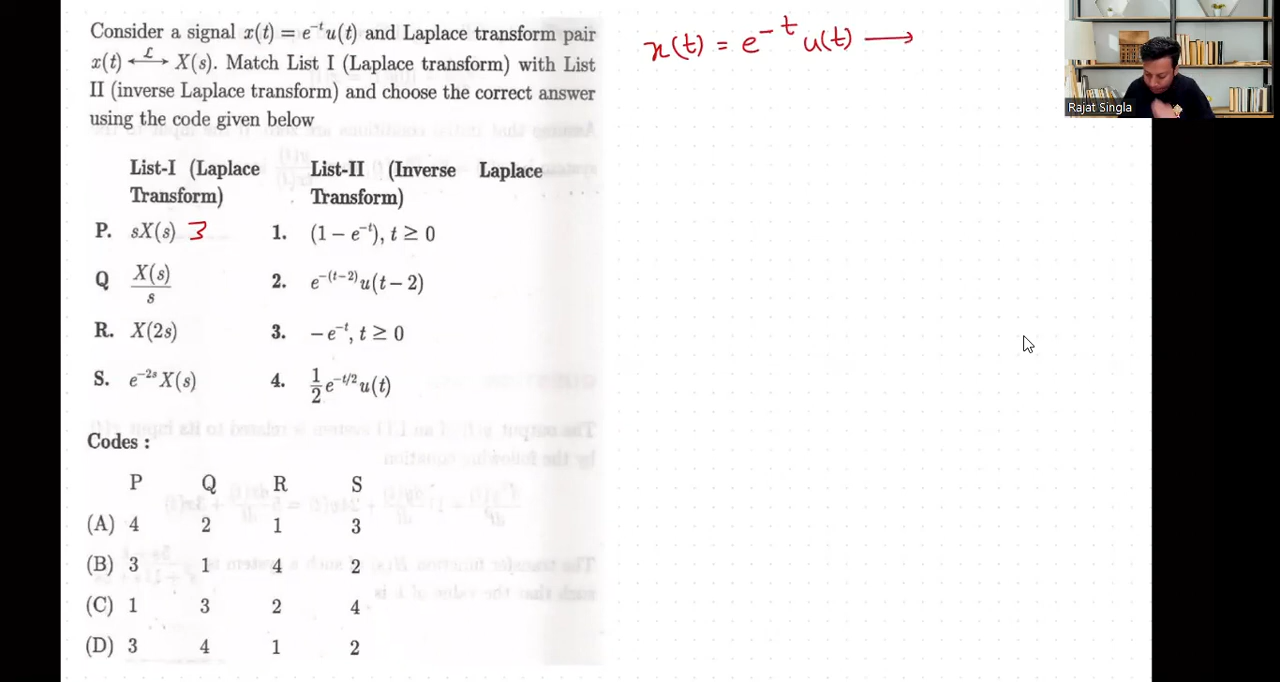 Consider a signal x(t) = e^{-t}u(t) and Laplace transform pair
x(t) ⟷^ℒ X(s). Match List I (Laplace transform) with List
II (inverse Laplace transform) and choose the correct answer
using the code given below
List-I (Laplace Transform) List-II (Inverse Laplace Transform)
P. sX(s) 3 1. (1 − e^{-t}), t ≥ 0
Q X(s)/s 2. e^{-(t-2)}u(t − 2)
R. X(2s) 3. −e^{-t}, t ≥ 0
S. e^{-2s}X(s) 4. 1/2 e^{-t/2}u(t)
Codes :
P Q R S
(A) 4 2 1 3
(B) 3 1 4 2
(C) 1 3 2 4
(D) 3 4 1 2
x(t) = e^{-t} u(t) ⟶
Rajat Singla